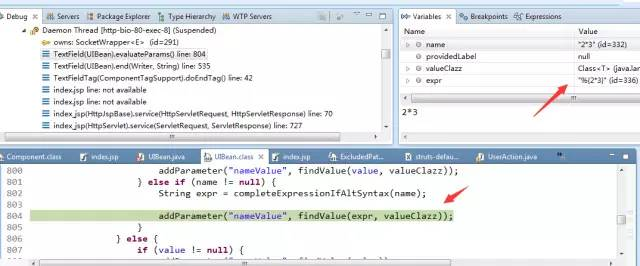 Debug Servers Package Explorer Type Hierarchy WTP Servers
Daemon Thread [http-bio-80-exec-8] (Suspended)
owns: SocketWrapper<E> (id=291)
TextField(UIBean).evaluateParams() line: 804
TextField(UIBean).end(Writer, String) line: 535
TextFieldTag(ComponentTagSupport).doEndTag() line: 42
index.jsp line: not available
index.jsp line: not available
index_jsp(HttpJspBase).service(HttpServletRequest, HttpServletResponse) line: 70
index_jsp(HttpServlet).service(ServletRequest, ServletResponse) line: 727
Variables Breakpoints Expressions
Name Value
name "2*3" (id=332)
providedLabel null
valueClazz Class<T> (java.lan
expr "%{2*3}" (id=336)
2*3
Component.class index.jsp UIBean.java UIBean.class index.jsp ExcludedPat... struts-default... UserAction.java
800 addParameter("nameValue", findValue(value, valueClazz));
801 } else if (name != null) {
802 String expr = completeExpressionIfAltSyntax(name);
803
804 addParameter("nameValue", findValue(expr, valueClazz));
805 }
806 } else {
807 if (value != null) {